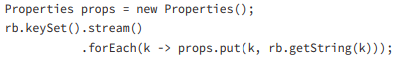 Properties props = new Properties();
rb.keySet().stream()
.forEach(k -> props.put(k, rb.getString(k)));